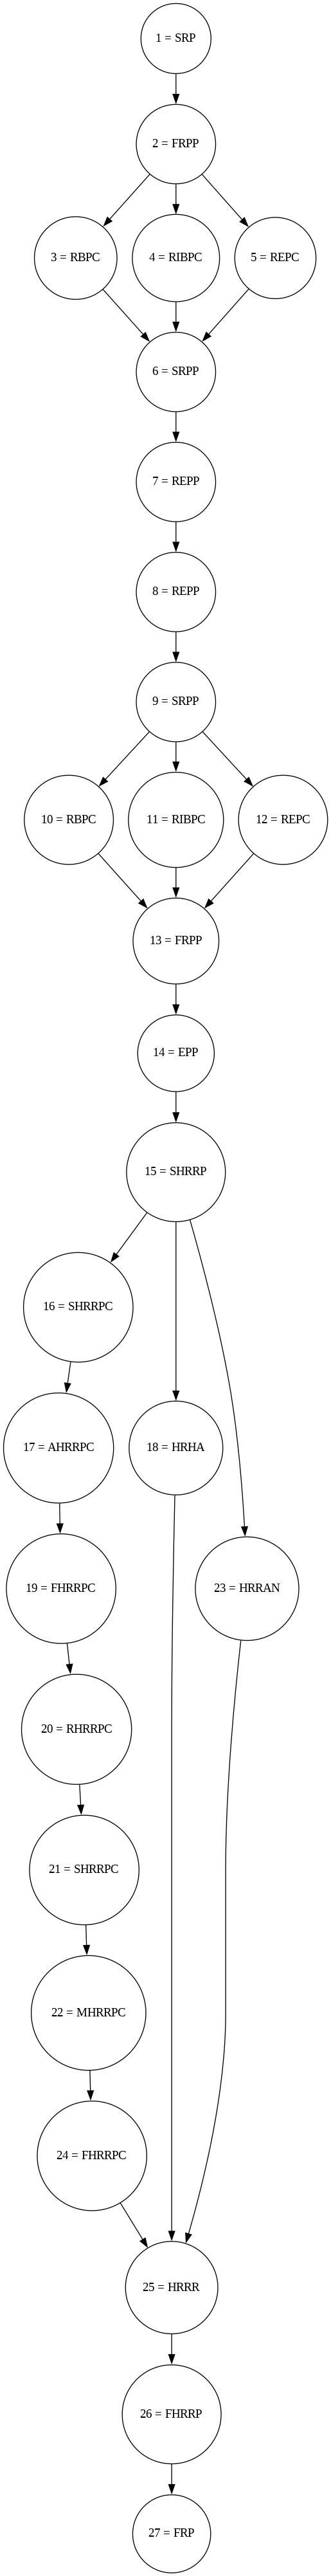 1 = SRP
2 = FRPP
3 = RBPC
4 = RIBPC
5 = REPC
6 = SRPP
7 = REPP
8 = REPP
9 = SRPP
10 = RBPC
11 = RIBPC
12 = REPC
13 = FRPP
14 = EPP
15 = SHRRP
16 = SHRRPC
17 = AHRRPC
18 = HRHA
19 = FHRRPC
23 = HRRAN
20 = RHRRPC
21 = SHRRPC
22 = MHRRPC
24 = FHRRPC
25 = HRRR
26 = FHRRP
27 = FRP